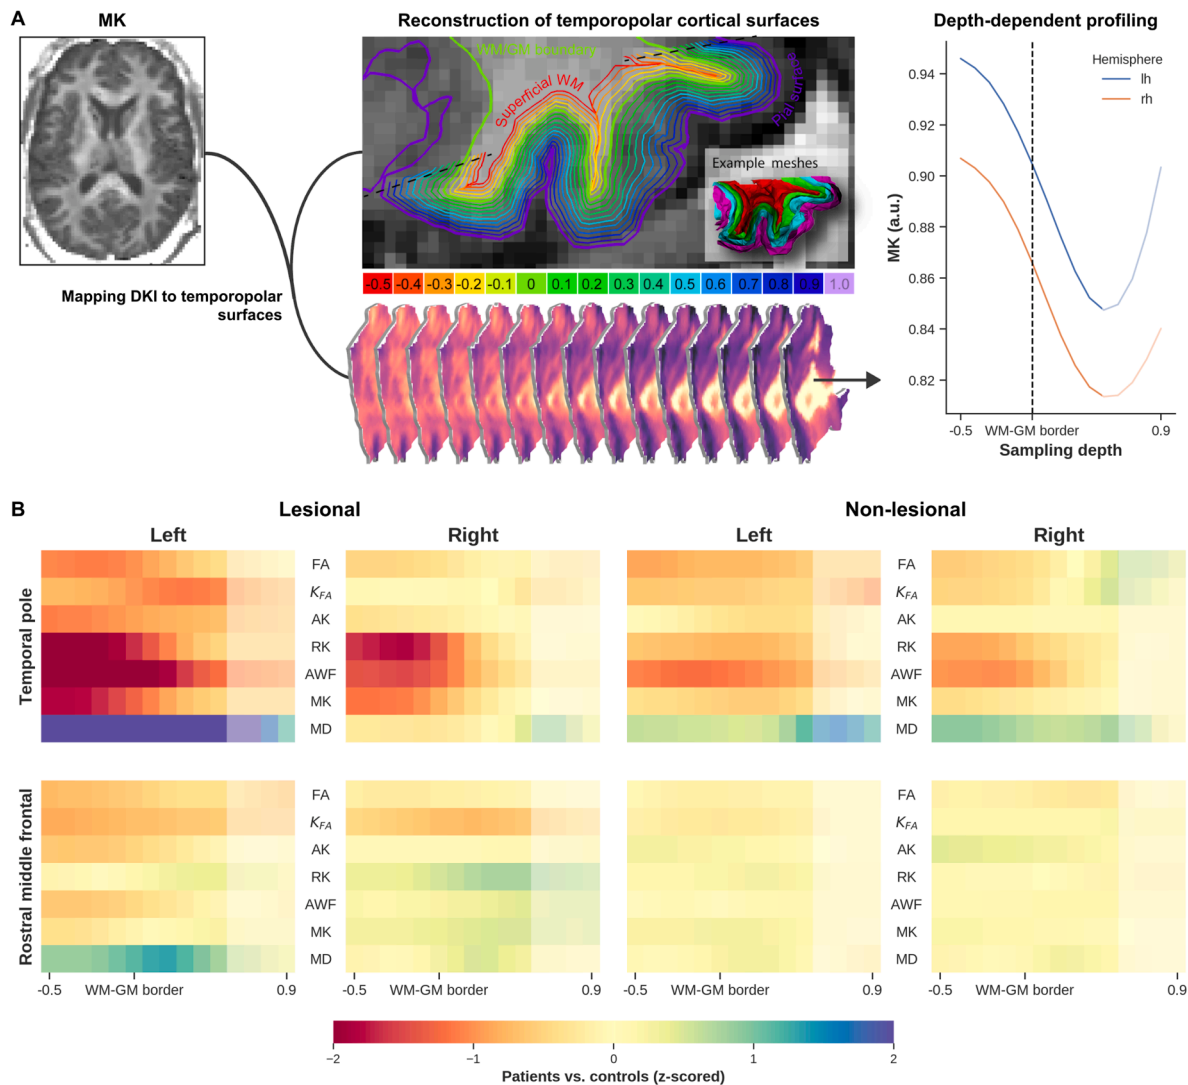 A
MK
Reconstruction of temporopolar cortical surfaces
Depth-dependent profiling
WM/GM boundary
Superficial WM
Pial surface
Example meshes
Mapping DKI to temporopolar
surfaces
-0.5 -0.4 -0.3 -0.2 -0.1 0 0.1 0.2 0.3 0.4 0.5 0.6 0.7 0.8 0.9 1.0
Hemisphere
lh
rh
MK (a.u.)
0.94
0.92
0.90
0.88
0.86
0.84
0.82
-0.5 WM-GM border 0.9
Sampling depth
B
Lesional
Non-lesional
Left Right Left Right
Temporal pole
FA FA
K_FA K_FA
AK AK
RK RK
AWF AWF
MK MK
MD MD
Rostral middle frontal
FA FA
K_FA K_FA
AK AK
RK RK
AWF AWF
MK MK
MD MD
-0.5 WM-GM border 0.9 -0.5 WM-GM border 0.9 -0.5 WM-GM border 0.9 -0.5 WM-GM border 0.9
−2 −1 0 1 2
Patients vs. controls (z-scored)